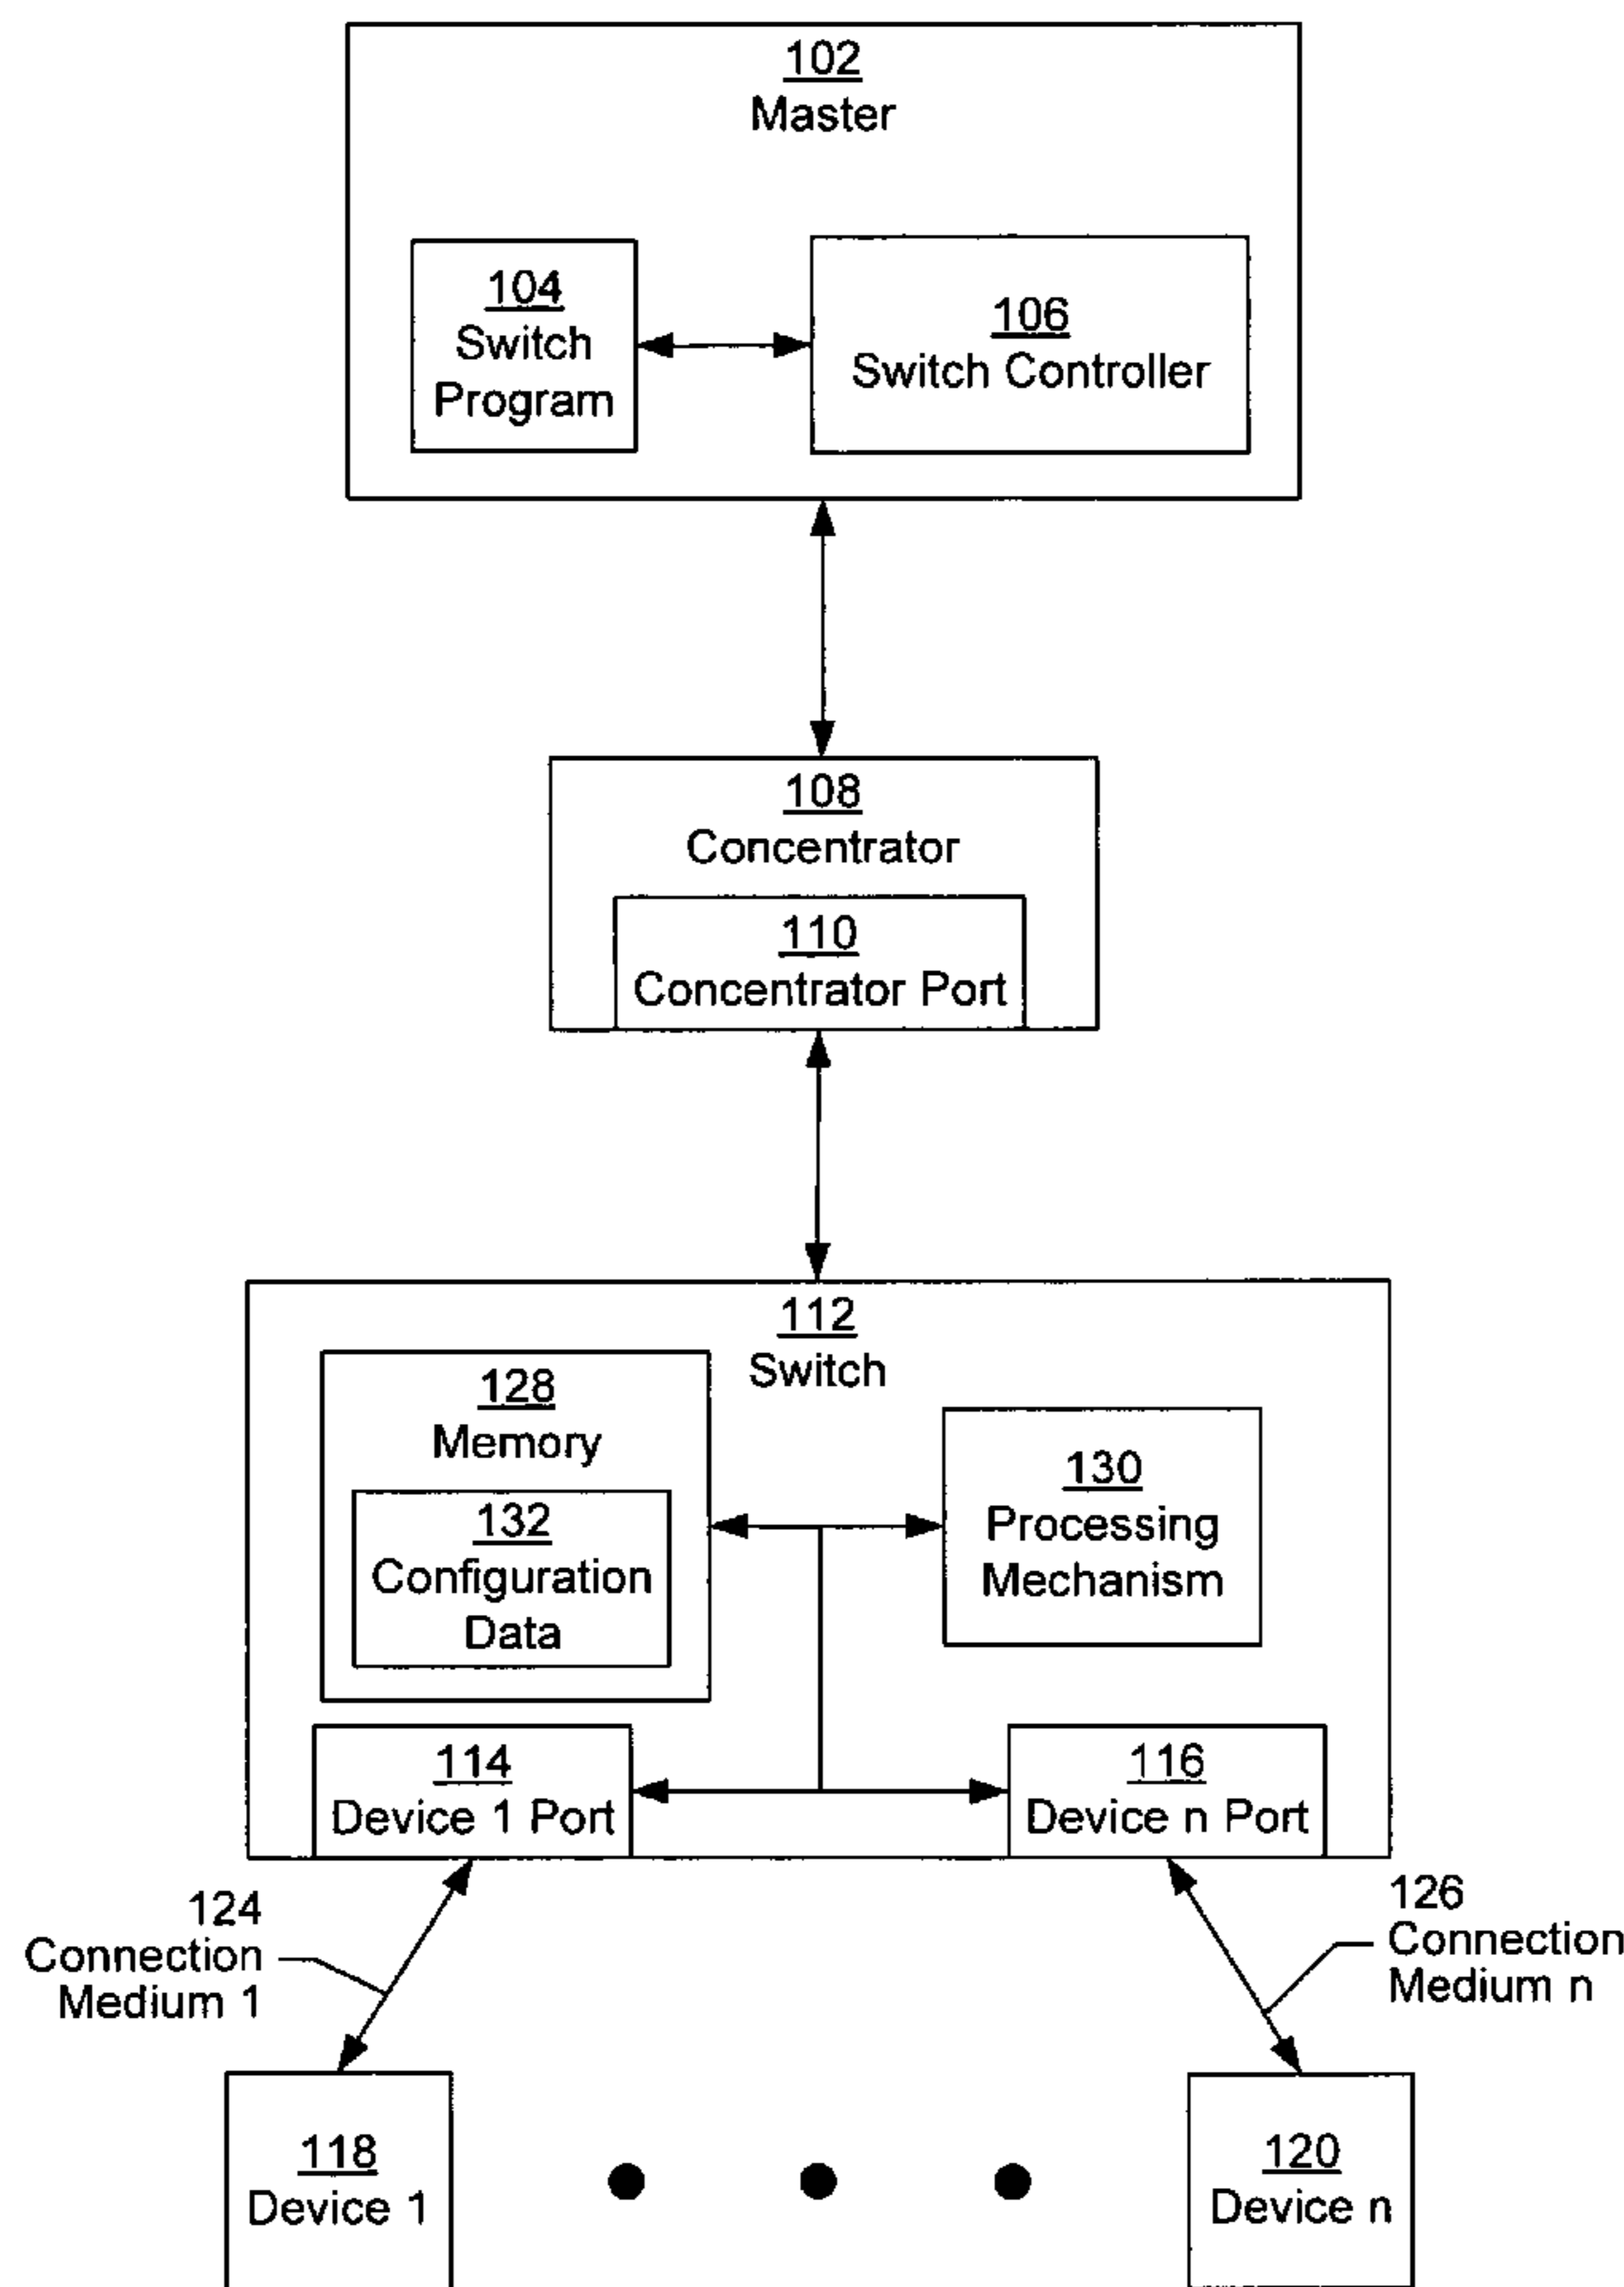 102
Master
104
Switch
Program
106
Switch Controller
108
Concentrator
110
Concentrator Port
112
Switch
128
Memory
132
Configuration
Data
130
Processing
Mechanism
114
Device 1 Port
116
Device n Port
124
Connection
Medium 1
126
Connection
Medium n
118
Device 1
120
Device n